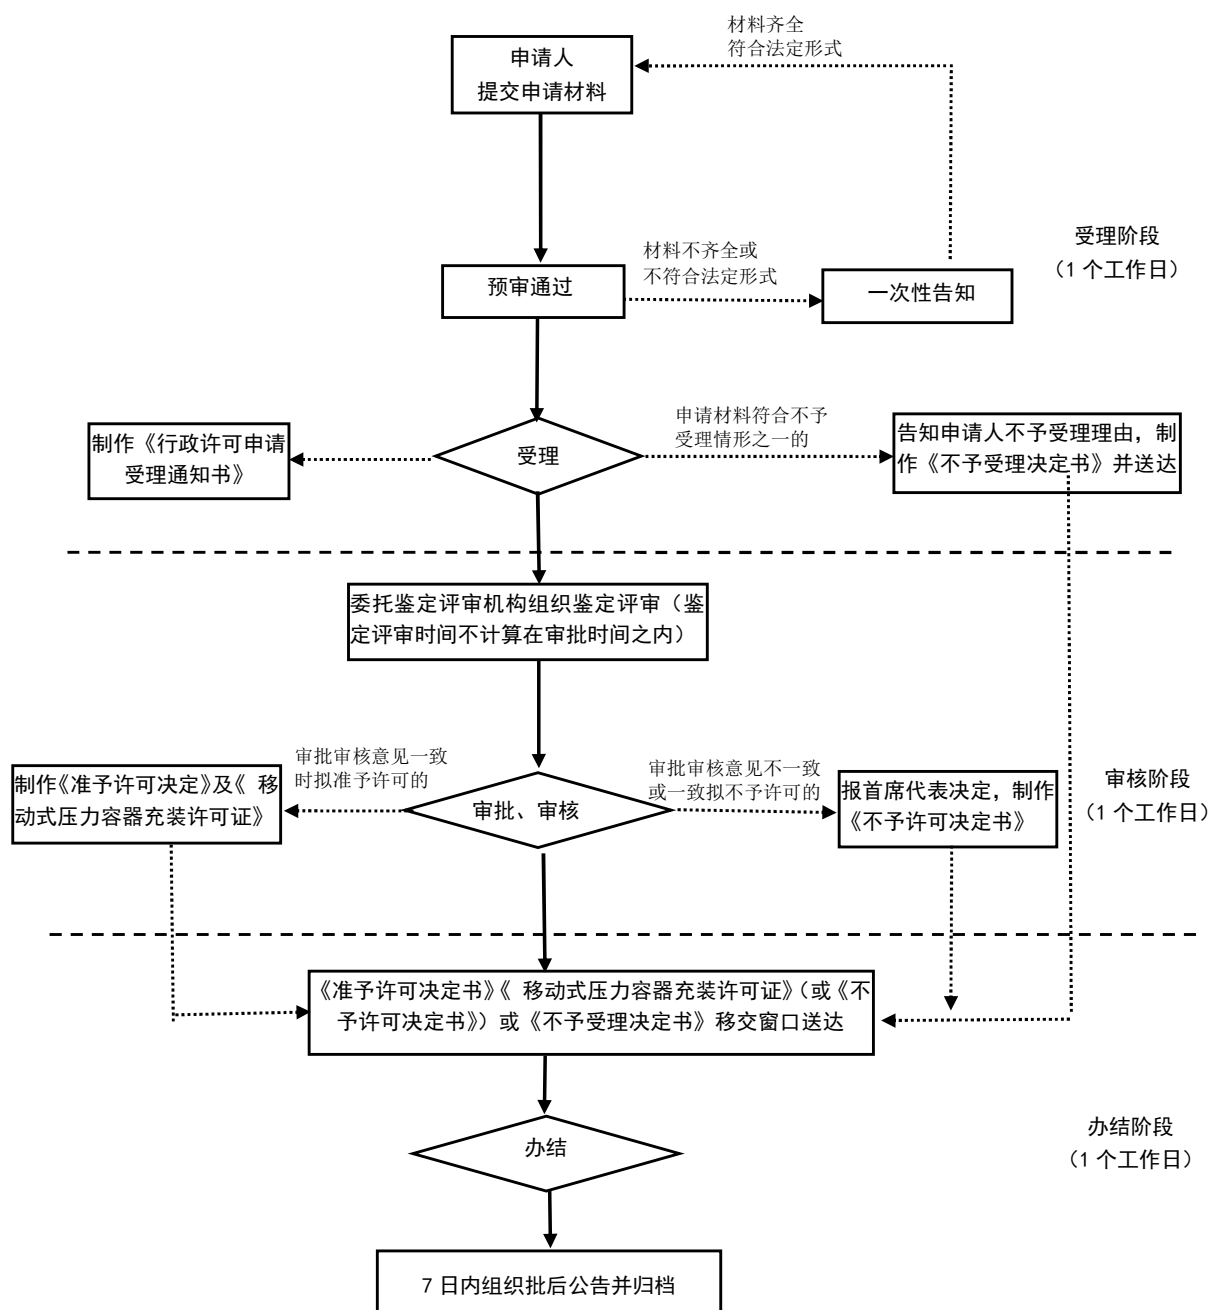 材料齐全
符合法定形式
申请人
提交申请材料
受理阶段
（1 个工作日）
材料不齐全或
不符合法定形式
预审通过
一次性告知
制作《行政许可申请
受理通知书》
受理
申请材料符合不予
受理情形之一的
告知申请人不予受理理由，制
作《不予受理决定书》并送达
委托鉴定评审机构组织鉴定评审（鉴
定评审时间不计算在审批时间之内）
审批审核意见一致
时拟准予许可的
审批审核意见不一致
或一致拟不予许可的
制作《准予许可决定》及《 移
动式压力容器充装许可证》
审批、审核
报首席代表决定，制作
《不予许可决定书》
审核阶段
（1 个工作日）
《准予许可决定书》《 移动式压力容器充装许可证》（或《不
予许可决定书》）或《不予受理决定书》移交窗口送达
办结
办结阶段
（1 个工作日）
7 日内组织批后公告并归档